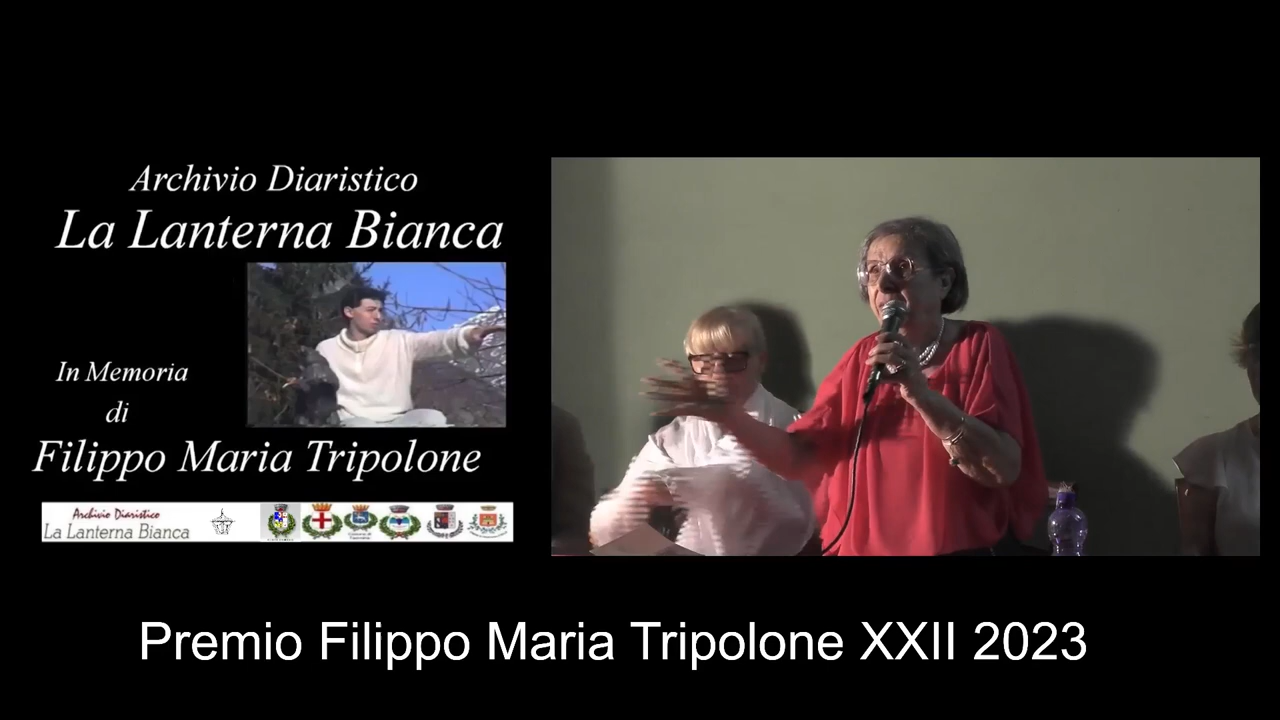 Archivio Diaristico
La Lanterna Bianca
In Memoria
di
Filippo Maria Tripolone
Archivio Diaristico
La Lanterna Bianca
Premio Filippo Maria Tripolone XXII 2023